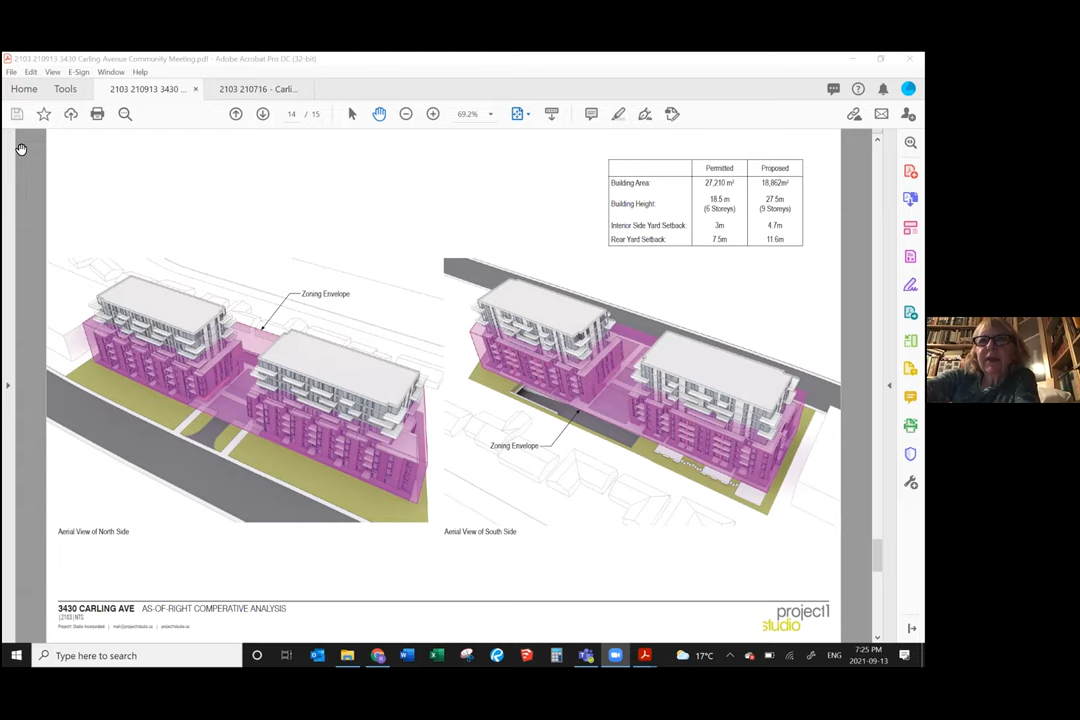 2103 210913 3430 Carling Avenue Community Meeting.pdf - Adobe Acrobat Pro DC (32-bit)
File Edit View E-Sign Window Help
Home Tools 2103 210913 3430 ... × 2103 210716 - Carli...
14 / 15 69.2%
Permitted Proposed
Building Area: 27,210 m² 18,862m²
Building Height: 18.5 m (6 Storeys) 27.5m (9 Storeys)
Interior Side Yard Setback: 3m 4.7m
Rear Yard Setback: 7.5m 11.6m
Zoning Envelope
Zoning Envelope
Aerial View of North Side
Aerial View of South Side
3430 CARLING AVE AS-OF-RIGHT COMPERATIVE ANALYSIS
|2103|NTS
project1
studio
Type here to search
17°C
ENG
7:25 PM
2021-09-13